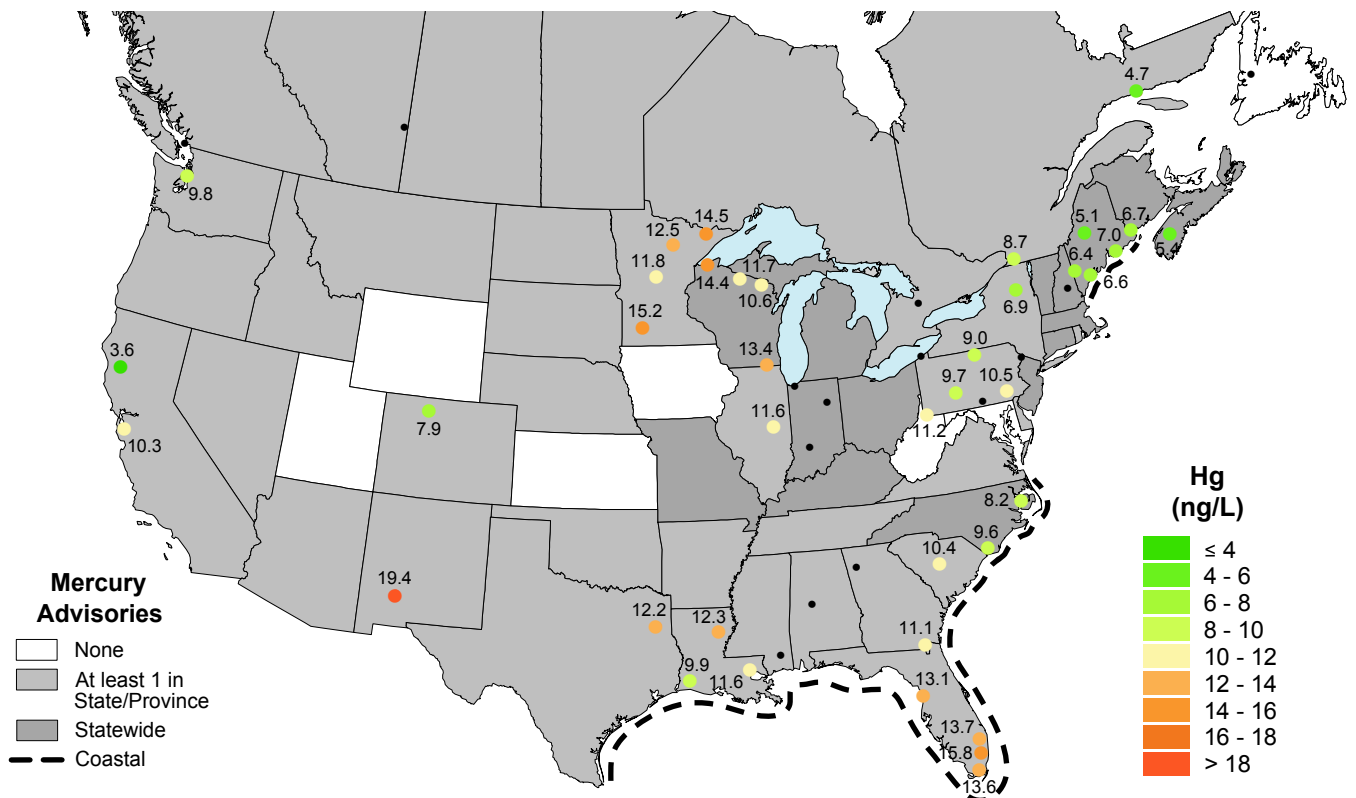 4.7
9.8
5.1
6.7
7.0
5.4
6.4
6.6
8.7
6.9
14.5
12.5
11.8
11.7
14.4
10.6
15.2
13.4
9.0
9.7
10.5
11.2
11.6
3.6
10.3
7.9
8.2
9.6
10.4
19.4
12.2
12.3
11.1
9.9
11.6
13.1
13.7
15.8
13.6
Mercury
Advisories
None
At least 1 in
State/Province
Statewide
Coastal
Hg
(ng/L)
≤ 4
4 - 6
6 - 8
8 - 10
10 - 12
12 - 14
14 - 16
16 - 18
> 18